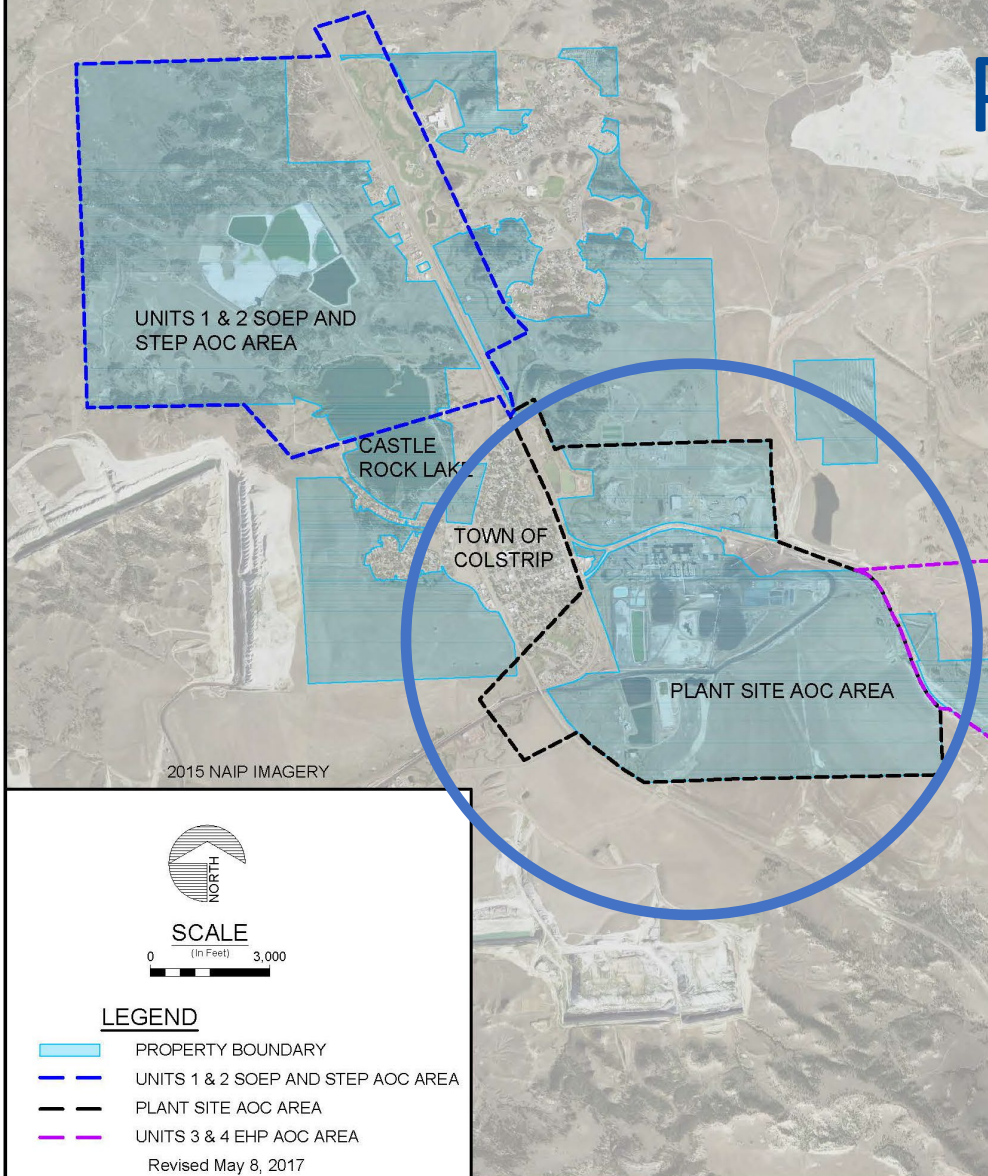 UNITS 1 & 2 SOEP AND
STEP AOC AREA
CASTLE
ROCK LAKE
TOWN OF
COLSTRIP
PLANT SITE AOC AREA
2015 NAIP IMAGERY
NORTH
SCALE
(In Feet)
0 3,000
LEGEND
PROPERTY BOUNDARY
UNITS 1 & 2 SOEP AND STEP AOC AREA
PLANT SITE AOC AREA
UNITS 3 & 4 EHP AOC AREA
Revised May 8, 2017